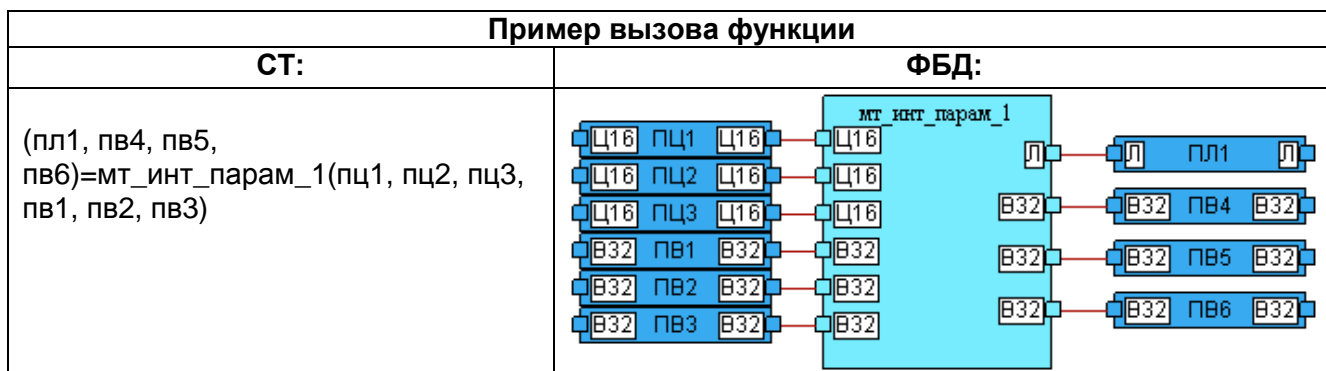 Пример вызова функции
СТ:
ФБД:
(пл1, пв4, пв5,
пв6)=мт_инт_парам_1(пц1, пц2, пц3,
пв1, пв2, пв3)
мт_инт_парам_1
Ц16 ПЦ1 Ц16 Ц16
Л Л ПЛ1 Л
Ц16 ПЦ2 Ц16 Ц16
Ц16 ПЦ3 Ц16 Ц16
В32 В32 ПВ4 В32
В32 ПВ1 В32 В32
В32 В32 ПВ5 В32
В32 ПВ2 В32 В32
В32 В32 ПВ6 В32
В32 ПВ3 В32 В32